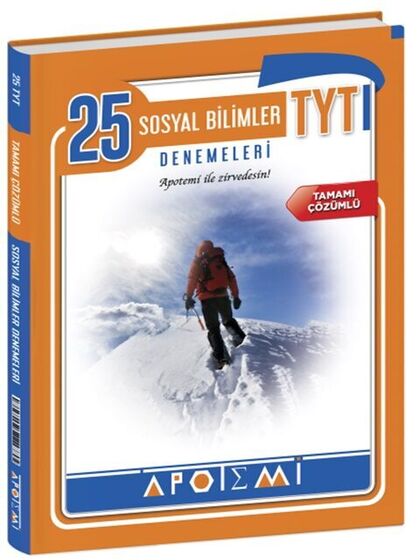 25 SOSYAL BİLİMLER TYT
DENEMELERİ
Apotemi ile zirvedesin!
TAMAMI
ÇÖZÜMLÜ
APOTEMİ
25 TYT
TAMAMI ÇÖZÜMLÜ
SOSYAL BİLİMLER DENEMELERİ
APOTEMİ